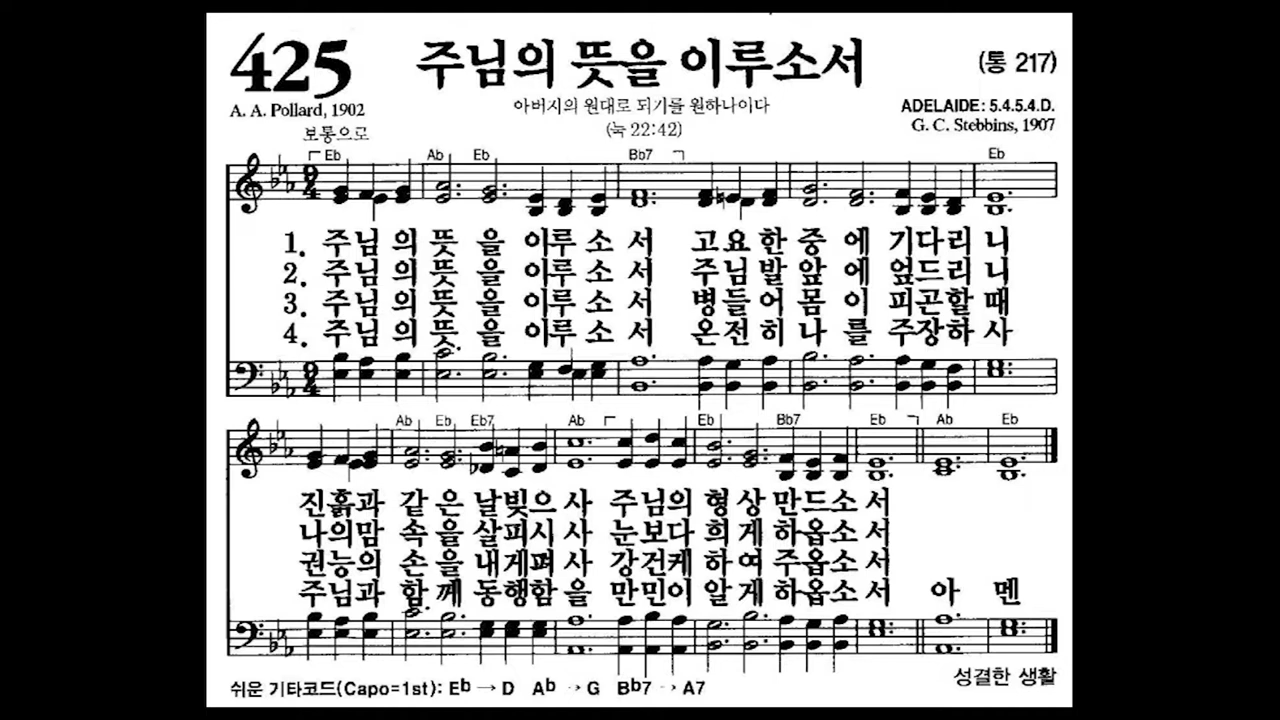 425 주님의 뜻을 이루소서 (통 217)
A. A. Pollard, 1902 아버지의 원대로 되기를 원하나이다 ADELAIDE: 5.4.5.4.D.
보통으로 (눅 22:42) G. C. Stebbins, 1907
Eb Ab Eb Bb7 Eb
1. 주님의 뜻을 이루소서 고요한 중에 기다리니
2. 주님의 뜻을 이루소서 주님 발 앞에 엎드리니
3. 주님의 뜻을 이루소서 병들어 몸이 피곤할 때
4. 주님의 뜻을 이루소서 온전히 나를 주장하사
Ab Eb Eb7 Ab Eb Bb7 Eb Ab Eb
진흙과 같은 날빚으사 주님의 형상 만드소서
나의맘 속을 살피시사 눈보다 희게 하옵소서
권능의 손을 내게펴사 강건케 하여 주옵소서
주님과 함께 동행함을 만민이 알게 하옵소서 아멘
쉬운 기타코드(Capo=1st): Eb → D Ab → G Bb7 → A7 성결한 생활